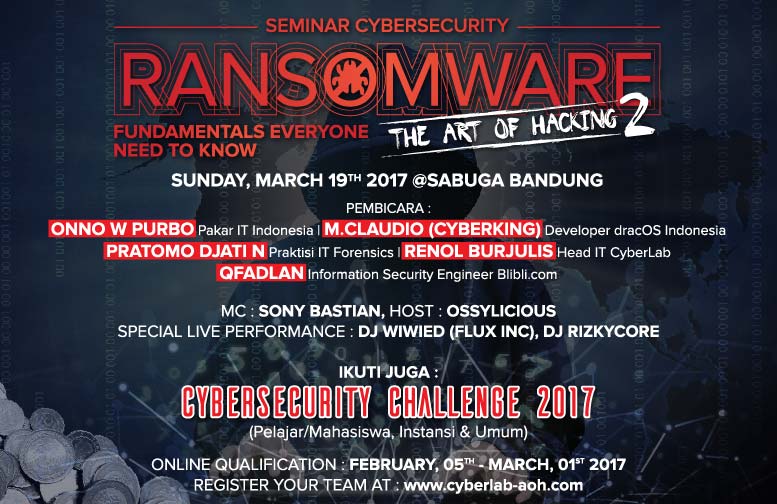 SEMINAR CYBERSECURITY
RANSOMWARE
FUNDAMENTALS EVERYONE
NEED TO KNOW
THE ART OF HACKING 2
SUNDAY, MARCH 19TH 2017 @SABUGA BANDUNG
PEMBICARA :
ONNO W PURBO Pakar IT Indonesia | M.CLAUDIO (CYBERKING) Developer dracOS Indonesia
PRATOMO DJATI N Praktisi IT Forensics | RENOL BURJULIS Head IT CyberLab
QFADLAN Information Security Engineer Blibli.com
MC : SONY BASTIAN, HOST : OSSYLICIOUS
SPECIAL LIVE PERFORMANCE : DJ WIWIED (FLUX INC), DJ RIZKYCORE
IKUTI JUGA :
CYBERSECURITY CHALLENGE 2017
(Pelajar/Mahasiswa, Instansi & Umum)
ONLINE QUALIFICATION : FEBRUARY, 05TH - MARCH, 01ST 2017
REGISTER YOUR TEAM AT : www.cyberlab-aoh.com